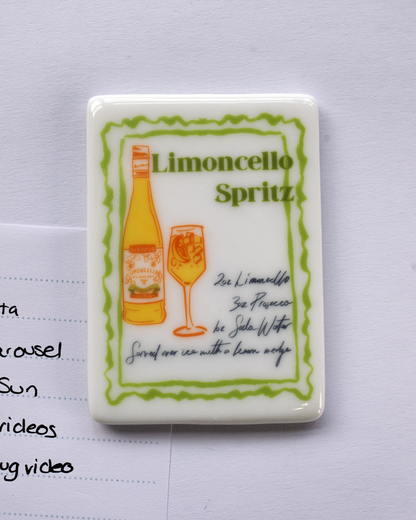 Limoncello
Spritz
LIMONCELLO
2oz Limoncello
3oz Prosecco
1oz Soda Water
Served over ice with a lemon wedge
ta
arousel
Sun
videos
ug video